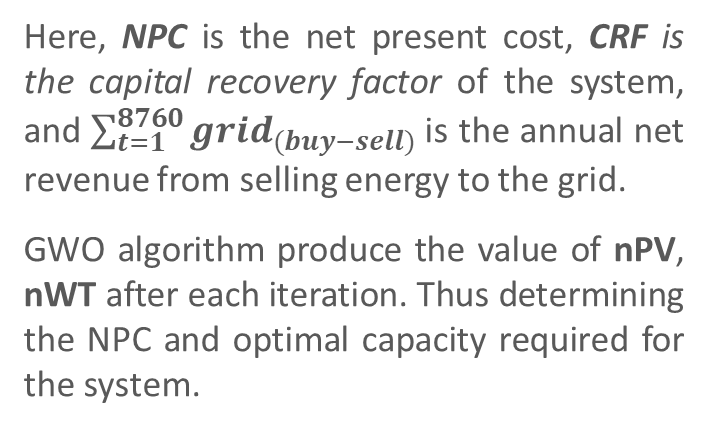 Here, NPC is the net present cost, CRF is
the capital recovery factor of the system,
and ∑_{t=1}^{8760} grid_{(buy−sell)} is the annual net
revenue from selling energy to the grid.
GWO algorithm produce the value of nPV,
nWT after each iteration. Thus determining
the NPC and optimal capacity required for
the system.